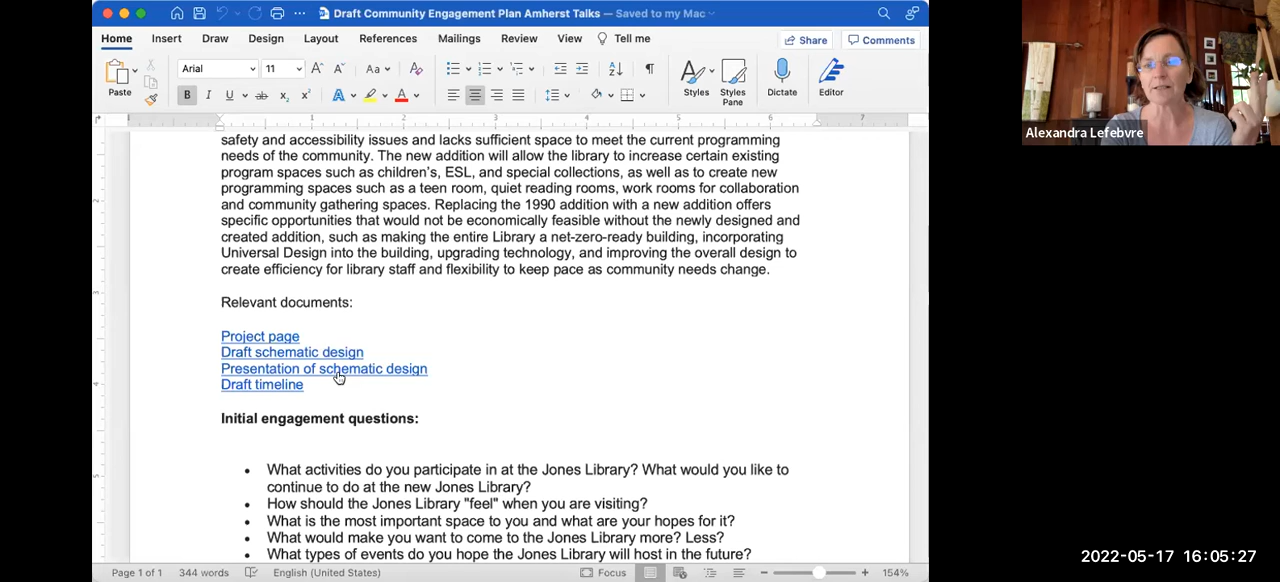 Draft Community Engagement Plan Amherst Talks — Saved to my Mac
Home Insert Draw Design Layout References Mailings Review View Tell me Share Comments
Arial 11 Aa
Paste B I U ab x₂ x² A A Styles Styles Pane Dictate Editor
1 2 3 4 5 6 7
safety and accessibility issues and lacks sufficient space to meet the current programming
needs of the community. The new addition will allow the library to increase certain existing
program spaces such as children's, ESL, and special collections, as well as to create new
programming spaces such as a teen room, quiet reading rooms, work rooms for collaboration
and community gathering spaces. Replacing the 1990 addition with a new addition offers
specific opportunities that would not be economically feasible without the newly designed and
created addition, such as making the entire Library a net-zero-ready building, incorporating
Universal Design into the building, upgrading technology, and improving the overall design to
create efficiency for library staff and flexibility to keep pace as community needs change.
Relevant documents:
Project page
Draft schematic design
Presentation of schematic design
Draft timeline
Initial engagement questions:
• What activities do you participate in at the Jones Library? What would you like to
continue to do at the new Jones Library?
• How should the Jones Library "feel" when you are visiting?
• What is the most important space to you and what are your hopes for it?
• What would make you want to come to the Jones Library more? Less?
• What types of events do you hope the Jones Library will host in the future?
Page 1 of 1 344 words English (United States) Focus 154%
Alexandra Lefebvre
2022-05-17 16:05:27